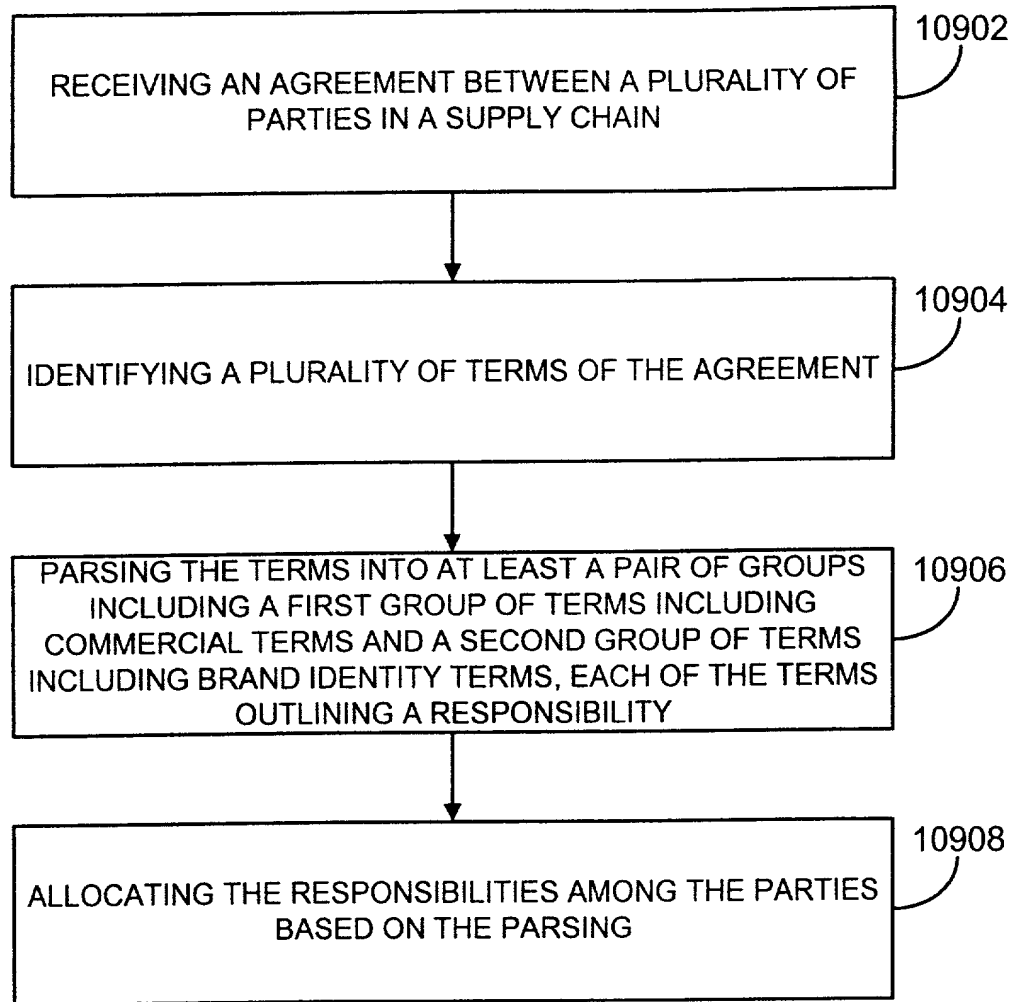 10902
RECEIVING AN AGREEMENT BETWEEN A PLURALITY OF
PARTIES IN A SUPPLY CHAIN
10904
IDENTIFYING A PLURALITY OF TERMS OF THE AGREEMENT
10906
PARSING THE TERMS INTO AT LEAST A PAIR OF GROUPS
INCLUDING A FIRST GROUP OF TERMS INCLUDING
COMMERCIAL TERMS AND A SECOND GROUP OF TERMS
INCLUDING BRAND IDENTITY TERMS, EACH OF THE TERMS
OUTLINING A RESPONSIBILITY
10908
ALLOCATING THE RESPONSIBILITIES AMONG THE PARTIES
BASED ON THE PARSING